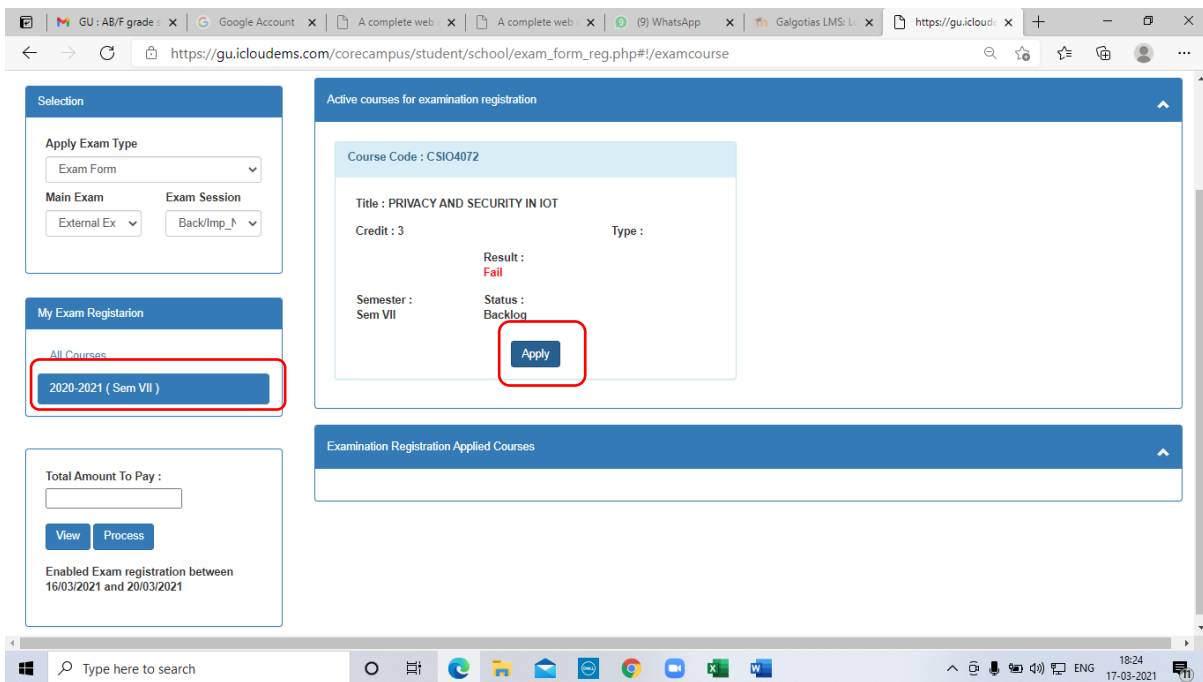 GU : AB/F grade s
Google Account
A complete web
A complete web
(9) WhatsApp
Galgotias LMS: Lo
https://gu.icloude
https://gu.icloudems.com/corecampus/student/school/exam_form_reg.php#!/examcourse
Selection
Apply Exam Type
Exam Form
Main Exam Exam Session
External Ex Back/Imp_N
My Exam Registarion
All Courses
2020-2021 ( Sem VII )
Total Amount To Pay :
View Process
Enabled Exam registration between
16/03/2021 and 20/03/2021
Active courses for examination registration
Course Code : CSIO4072
Title : PRIVACY AND SECURITY IN IOT
Credit : 3 Type :
Result :
Fail
Semester : Status :
Sem VII Backlog
Apply
Examination Registration Applied Courses
Type here to search
DELL
ENG
18:24
17-03-2021
11